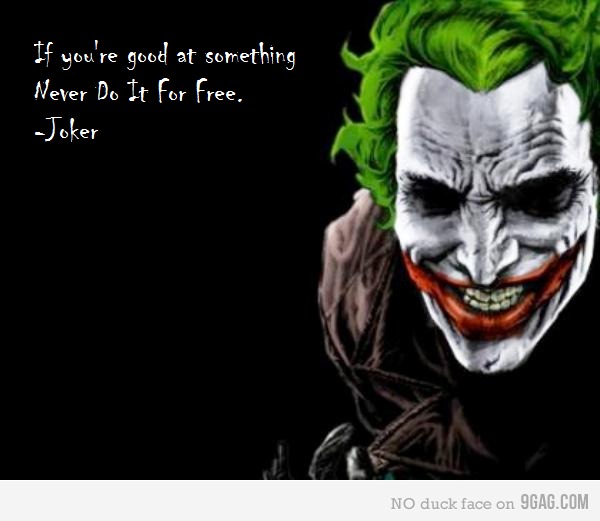 If you're good at something
Never Do It For Free.
-Joker
NO duck face on 9GAG.COM